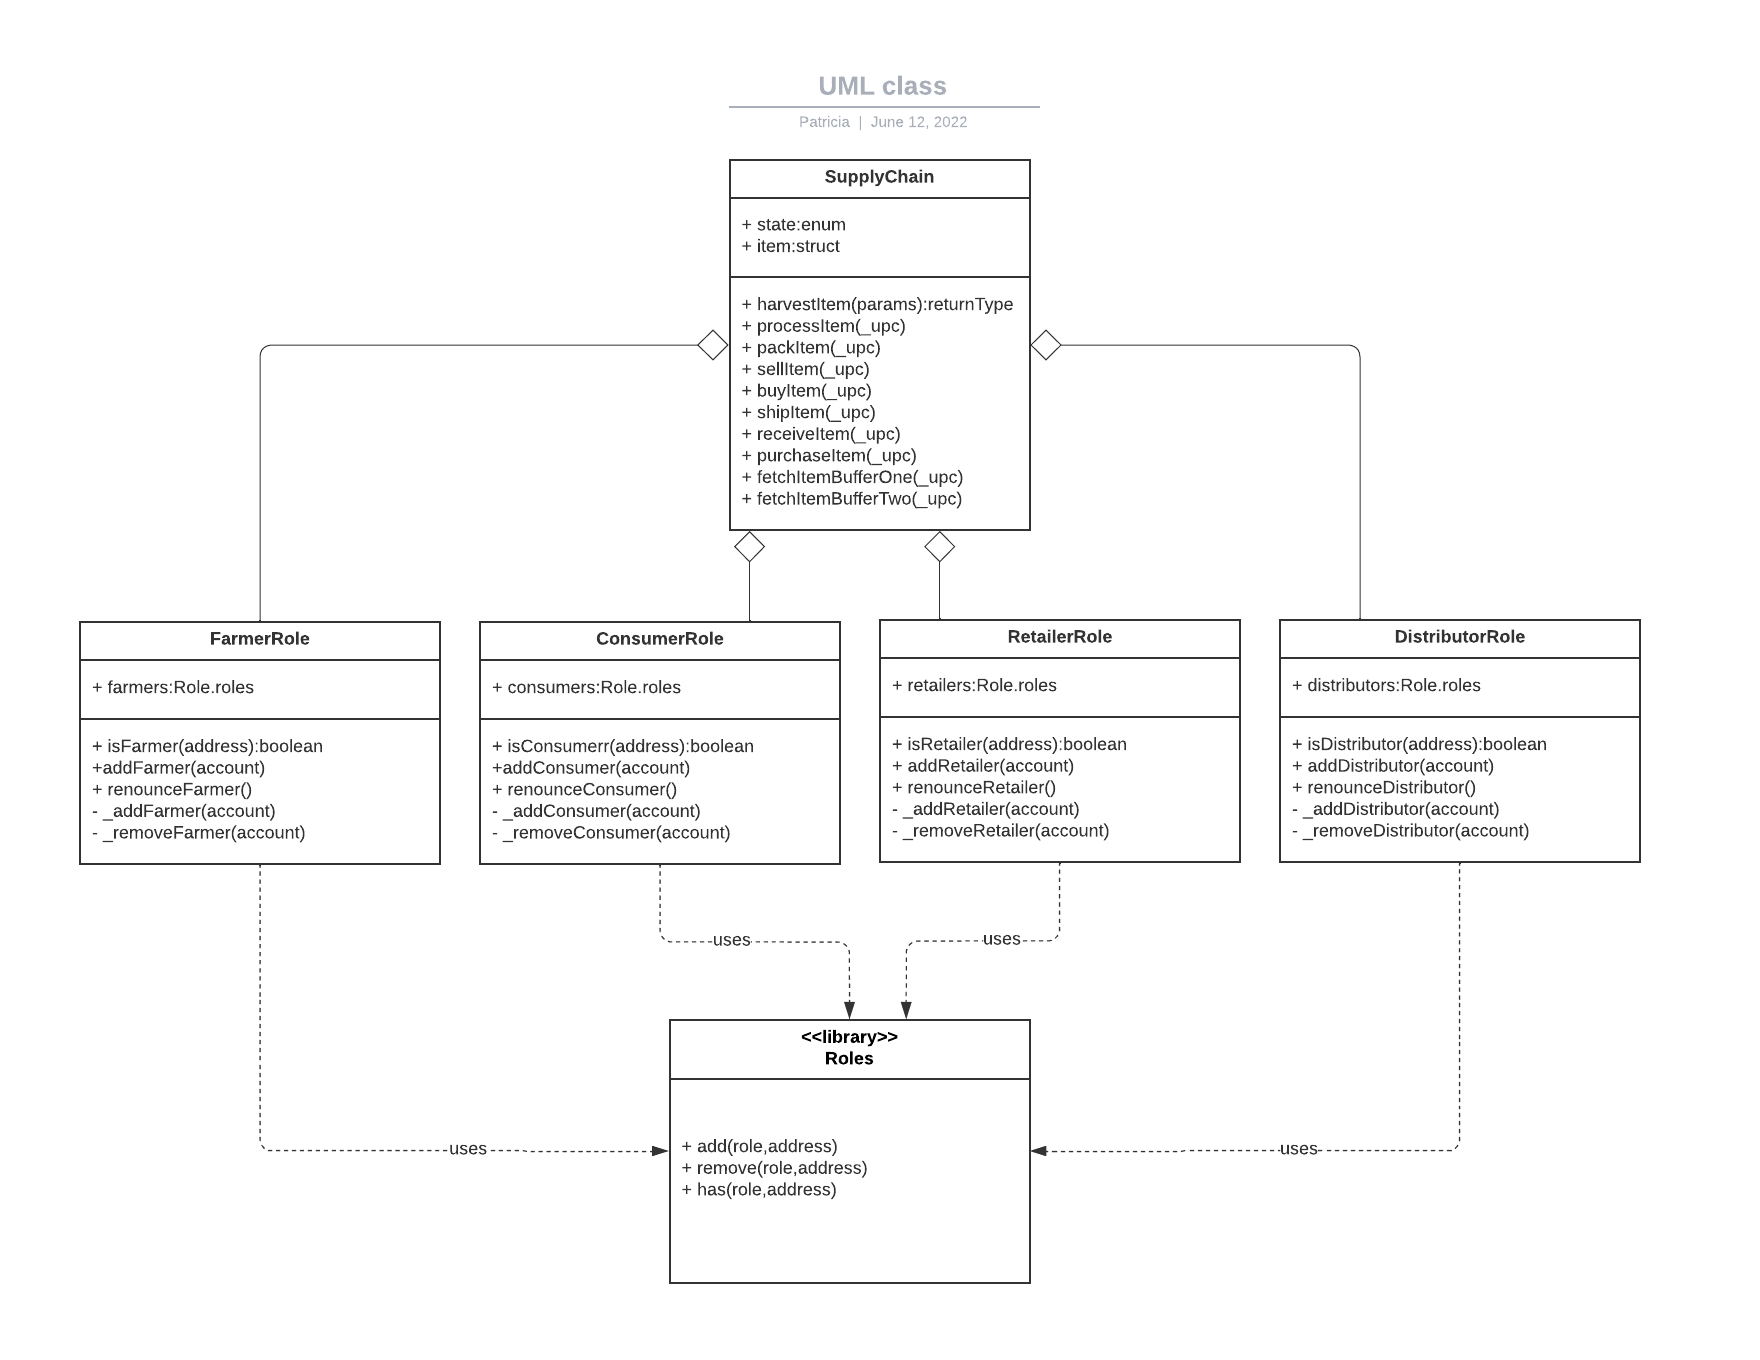 UML class
Patricia | June 12, 2022
SupplyChain
+ state:enum
+ item:struct
+ harvestItem(params):returnType
+ processItem(_upc)
+ packItem(_upc)
+ sellItem(_upc)
+ buyItem(_upc)
+ shipItem(_upc)
+ receiveItem(_upc)
+ purchaseItem(_upc)
+ fetchItemBufferOne(_upc)
+ fetchItemBufferTwo(_upc)
FarmerRole
+ farmers:Role.roles
+ isFarmer(address):boolean
+addFarmer(account)
+ renounceFarmer()
- _addFarmer(account)
- _removeFarmer(account)
ConsumerRole
+ consumers:Role.roles
+ isConsumerr(address):boolean
+addConsumer(account)
+ renounceConsumer()
- _addConsumer(account)
- _removeConsumer(account)
RetailerRole
+ retailers:Role.roles
+ isRetailer(address):boolean
+ addRetailer(account)
+ renounceRetailer()
- _addRetailer(account)
- _removeRetailer(account)
DistributorRole
+ distributors:Role.roles
+ isDistributor(address):boolean
+ addDistributor(account)
+ renounceDistributor()
- _addDistributor(account)
- _removeDistributor(account)
uses
uses
uses
uses
<<library>>
Roles
+ add(role,address)
+ remove(role,address)
+ has(role,address)